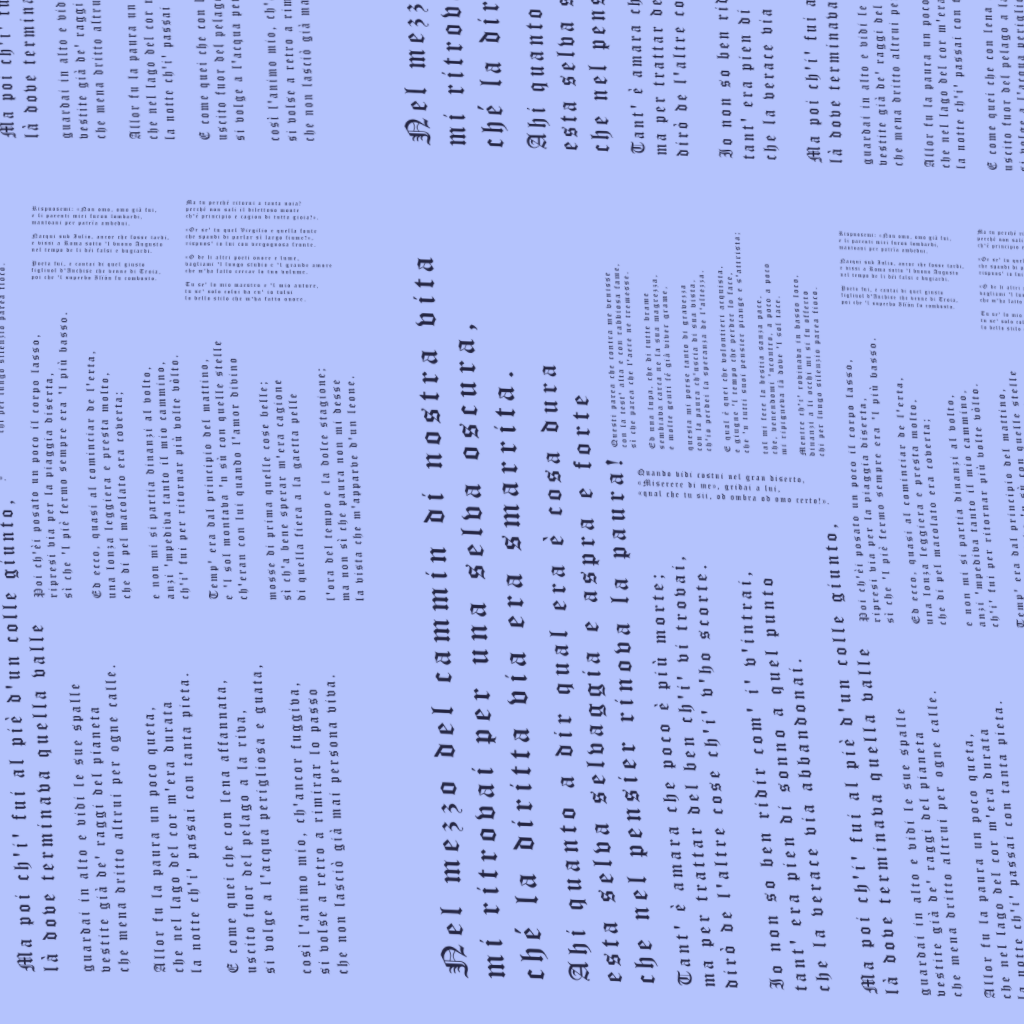 Nel mezzo del cammin di nostra vita
mi ritrovai per una selva oscura,
ché la diritta via era smarrita.
Ahi quanto a dir qual era è cosa dura
esta selva selvaggia e aspra e forte
che nel pensier rinova la paura!
Tant' è amara che poco è più morte;
ma per trattar del ben ch'i' vi trovai,
dirò de l'altre cose ch'i' v'ho scorte.
Io non so ben ridir com' i' v'intrai,
tant' era pien di sonno a quel punto
che la verace via abbandonai.
Ma poi ch'i' fui al piè d'un colle giunto,
là dove terminava quella valle
guardai in alto e vidi le sue spalle
vestite già de' raggi del pianeta
che mena dritto altrui per ogne calle.
Allor fu la paura un poco queta,
che nel lago del cor m'era durata
la notte ch'i' passai con tanta pieta.
E come quei che con lena affannata,
uscito fuor del pelago a la riva,
si volge a l'acqua perigliosa e guata,
così l'animo mio, ch'ancor fuggiva,
si volse a retro a rimirar lo passo
che non lasciò già mai persona viva.
Poi ch'èi posato un poco il corpo lasso,
ripresi via per la piaggia diserta,
sì che 'l piè fermo sempre era 'l più basso.
Ed ecco, quasi al cominciar de l'erta,
una lonza leggiera e presta molto,
che di pel macolato era coverta;
e non mi si partia dinanzi al volto,
anzi 'mpediva tanto il mio cammino,
ch'i' fui per ritornar più volte vòlto.
Temp' era dal principio del mattino,
e 'l sol montava 'n sù con quelle stelle
ch'eran con lui quando l'amor divino
mosse di prima quelle cose belle;
sì ch'a bene sperar m'era cagione
di quella fiera a la gaetta pelle
l'ora del tempo e la dolce stagione;
ma non sì che paura non mi desse
la vista che m'apparve d'un leone.
Questi parea che contra me venisse
con la test' alta e con rabbiosa fame,
sì che parea che l'aere ne tremesse.
Ed una lupa, che di tutte brame
sembiava carca ne la sua magrezza,
e molte genti fé già viver grame,
questa mi porse tanto di gravezza
con la paura ch'uscia di sua vista,
ch'io perdei la speranza de l'altezza.
E qual è quei che volontieri acquista,
e giugne 'l tempo che perder lo face,
che 'n tutti suoi pensier piange e s'attrista;
tal mi fece la bestia sanza pace,
che, venendomi 'ncontro, a poco a poco
mi ripigneva là dove 'l sol tace.
Mentre ch'i' rovinava in basso loco,
dinanzi a li occhi mi si fu offerto
chi per lungo silenzio parea fioco.
Quando vidi costui nel gran diserto,
«Miserere di me», gridai a lui,
«qual che tu sii, od ombra od omo certo!».
Rispuosemi: «Non omo, omo già fui,
e li parenti miei furon lombardi,
mantoani per patrïa ambedui.
Nacqui sub Iulio, ancor che fosse tardi,
e vissi a Roma sotto 'l buono Augusto
nel tempo de li dèi falsi e bugiardi.
Poeta fui, e cantai di quel giusto
figliuol d'Anchise che venne di Troia,
poi che 'l superbo Ilïón fu combusto.
Ma tu perché ritorni a tanta noia?
perché non sali il dilettoso monte
ch'è principio e cagion di tutta gioia?».
«Or se' tu quel Virgilio e quella fonte
che spandi di parlar sì largo fiume?»,
rispuos' io lui con vergognosa fronte.
«O de li altri poeti onore e lume,
vagliami 'l lungo studio e 'l grande amore
che m'ha fatto cercar lo tuo volume.
Tu se' lo mio maestro e 'l mio autore,
tu se' solo colui da cu' io tolsi
lo bello stilo che m'ha fatto onore.